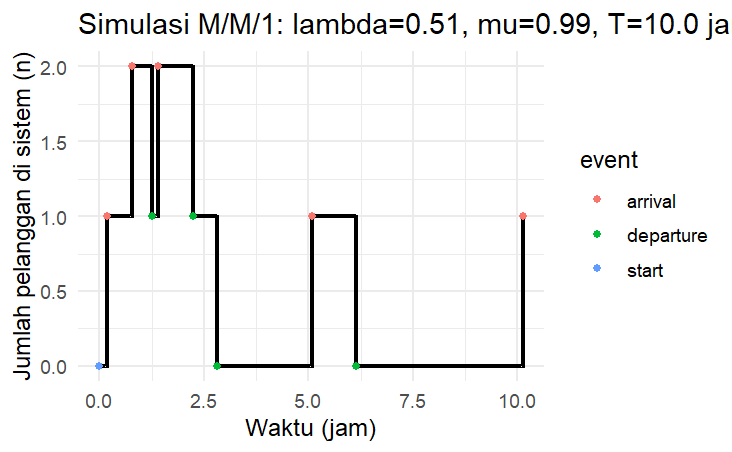 Simulasi M/M/1: lambda=0.51, mu=0.99, T=10.0 ja
Jumlah pelanggan di sistem (n)
2.0
1.5
1.0
0.5
0.0
0.0 2.5 5.0 7.5 10.0
Waktu (jam)
event
arrival
departure
start